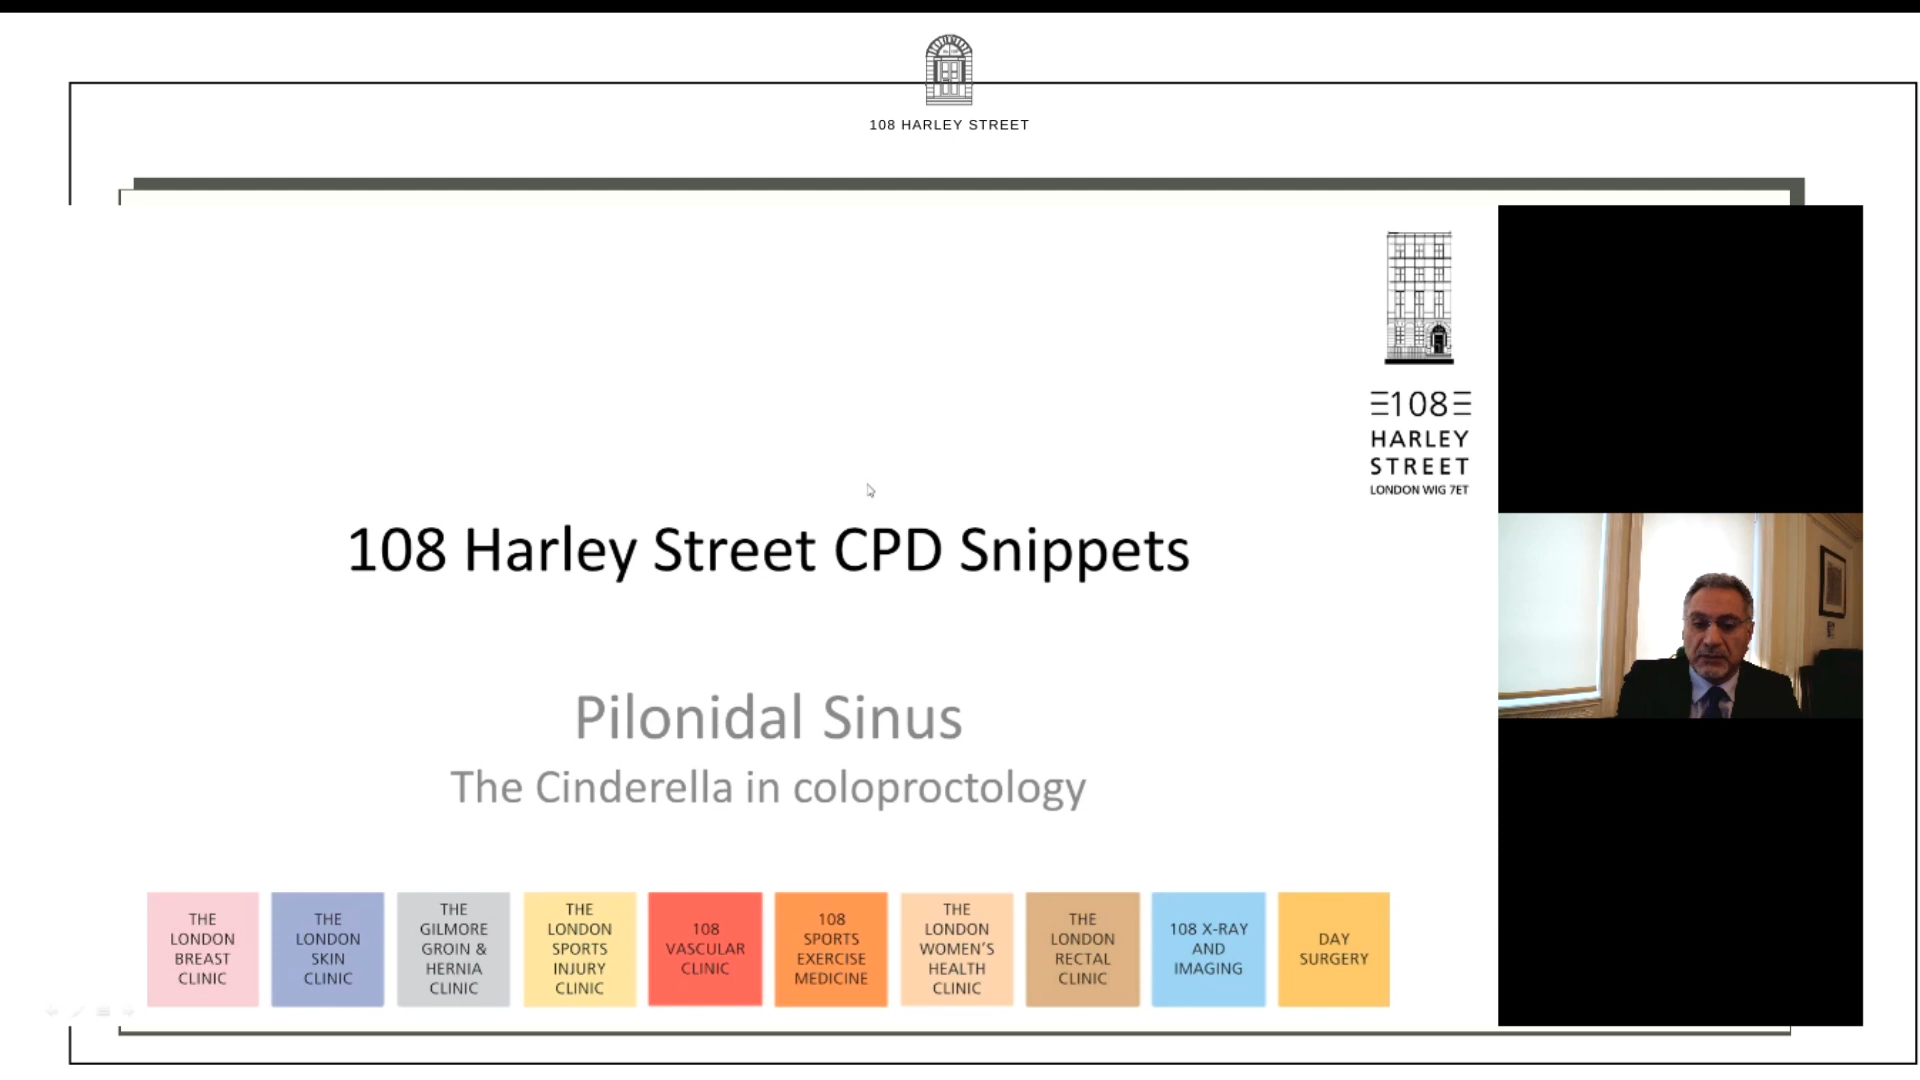 108 HARLEY STREET
108
HARLEY
STREET
LONDON W1G 7ET
108 Harley Street CPD Snippets
Pilonidal Sinus
The Cinderella in coloproctology
THE
LONDON
BREAST
CLINIC
THE
LONDON
SKIN
CLINIC
THE
GILMORE
GROIN &
HERNIA
CLINIC
THE
LONDON
SPORTS
INJURY
CLINIC
108
VASCULAR
CLINIC
108
SPORTS
EXERCISE
MEDICINE
THE
LONDON
WOMEN'S
HEALTH
CLINIC
THE
LONDON
RECTAL
CLINIC
108 X-RAY
AND
IMAGING
DAY
SURGERY